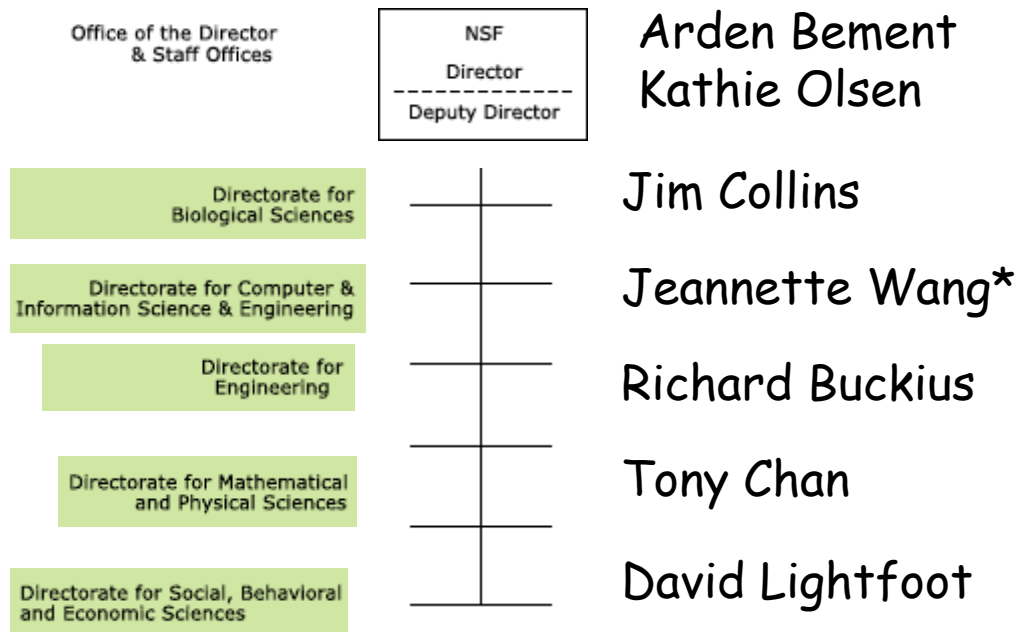 Office of the Director
& Staff Offices
NSF
Director
Deputy Director
Arden Bement
Kathie Olsen
Directorate for
Biological Sciences
Jim Collins
Directorate for Computer &
Information Science & Engineering
Jeannette Wang*
Directorate for
Engineering
Richard Buckius
Directorate for Mathematical
and Physical Sciences
Tony Chan
Directorate for Social, Behavioral
and Economic Sciences
David Lightfoot